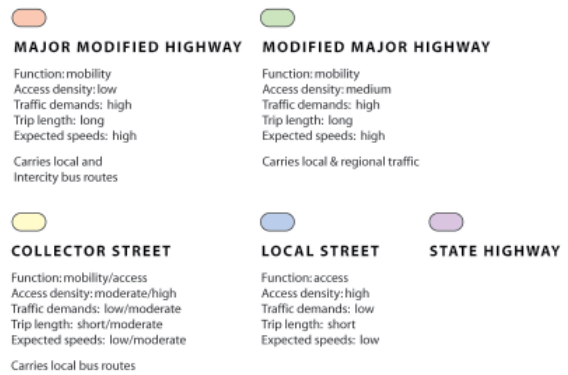 MAJOR MODIFIED HIGHWAY
Function: mobility
Access density: low
Traffic demands: high
Trip length: long
Expected speeds: high
Carries local and
Intercity bus routes
MODIFIED MAJOR HIGHWAY
Function: mobility
Access density: medium
Traffic demands: high
Trip length: long
Expected speeds: high
Carries local & regional traffic
COLLECTOR STREET
Function: mobility/access
Access density: moderate/high
Traffic demands: low/moderate
Trip length: short/moderate
Expected speeds: low/moderate
Carries local bus routes
LOCAL STREET
Function: access
Access density: high
Traffic demands: low
Trip length: short
Expected speeds: low
STATE HIGHWAY